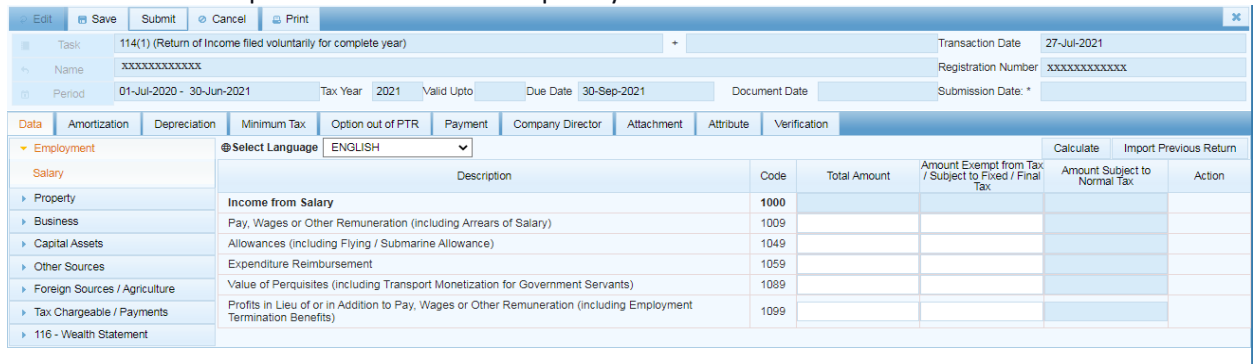 Edit Save Submit Cancel Print
Task 114(1) (Return of Income filed voluntarily for complete year) + Transaction Date 27-Jul-2021
Name XXXXXXXXXXXX Registration Number XXXXXXXXXXXX
Period 01-Jul-2020 - 30-Jun-2021 Tax Year 2021 Valid Upto Due Date 30-Sep-2021 Document Date Submission Date: *
Data Amortization Depreciation Minimum Tax Option out of PTR Payment Company Director Attachment Attribute Verification
Employment
Salary
Property
Business
Capital Assets
Other Sources
Foreign Sources / Agriculture
Tax Chargeable / Payments
116 - Wealth Statement
Select Language ENGLISH Calculate Import Previous Return
Description Code Total Amount Amount Exempt from Tax / Subject to Fixed / Final Tax Amount Subject to Normal Tax Action
Income from Salary 1000
Pay, Wages or Other Remuneration (including Arrears of Salary) 1009
Allowances (including Flying / Submarine Allowance) 1049
Expenditure Reimbursement 1059
Value of Perquisites (including Transport Monetization for Government Servants) 1089
Profits in Lieu of or in Addition to Pay, Wages or Other Remuneration (including Employment
Termination Benefits) 1099